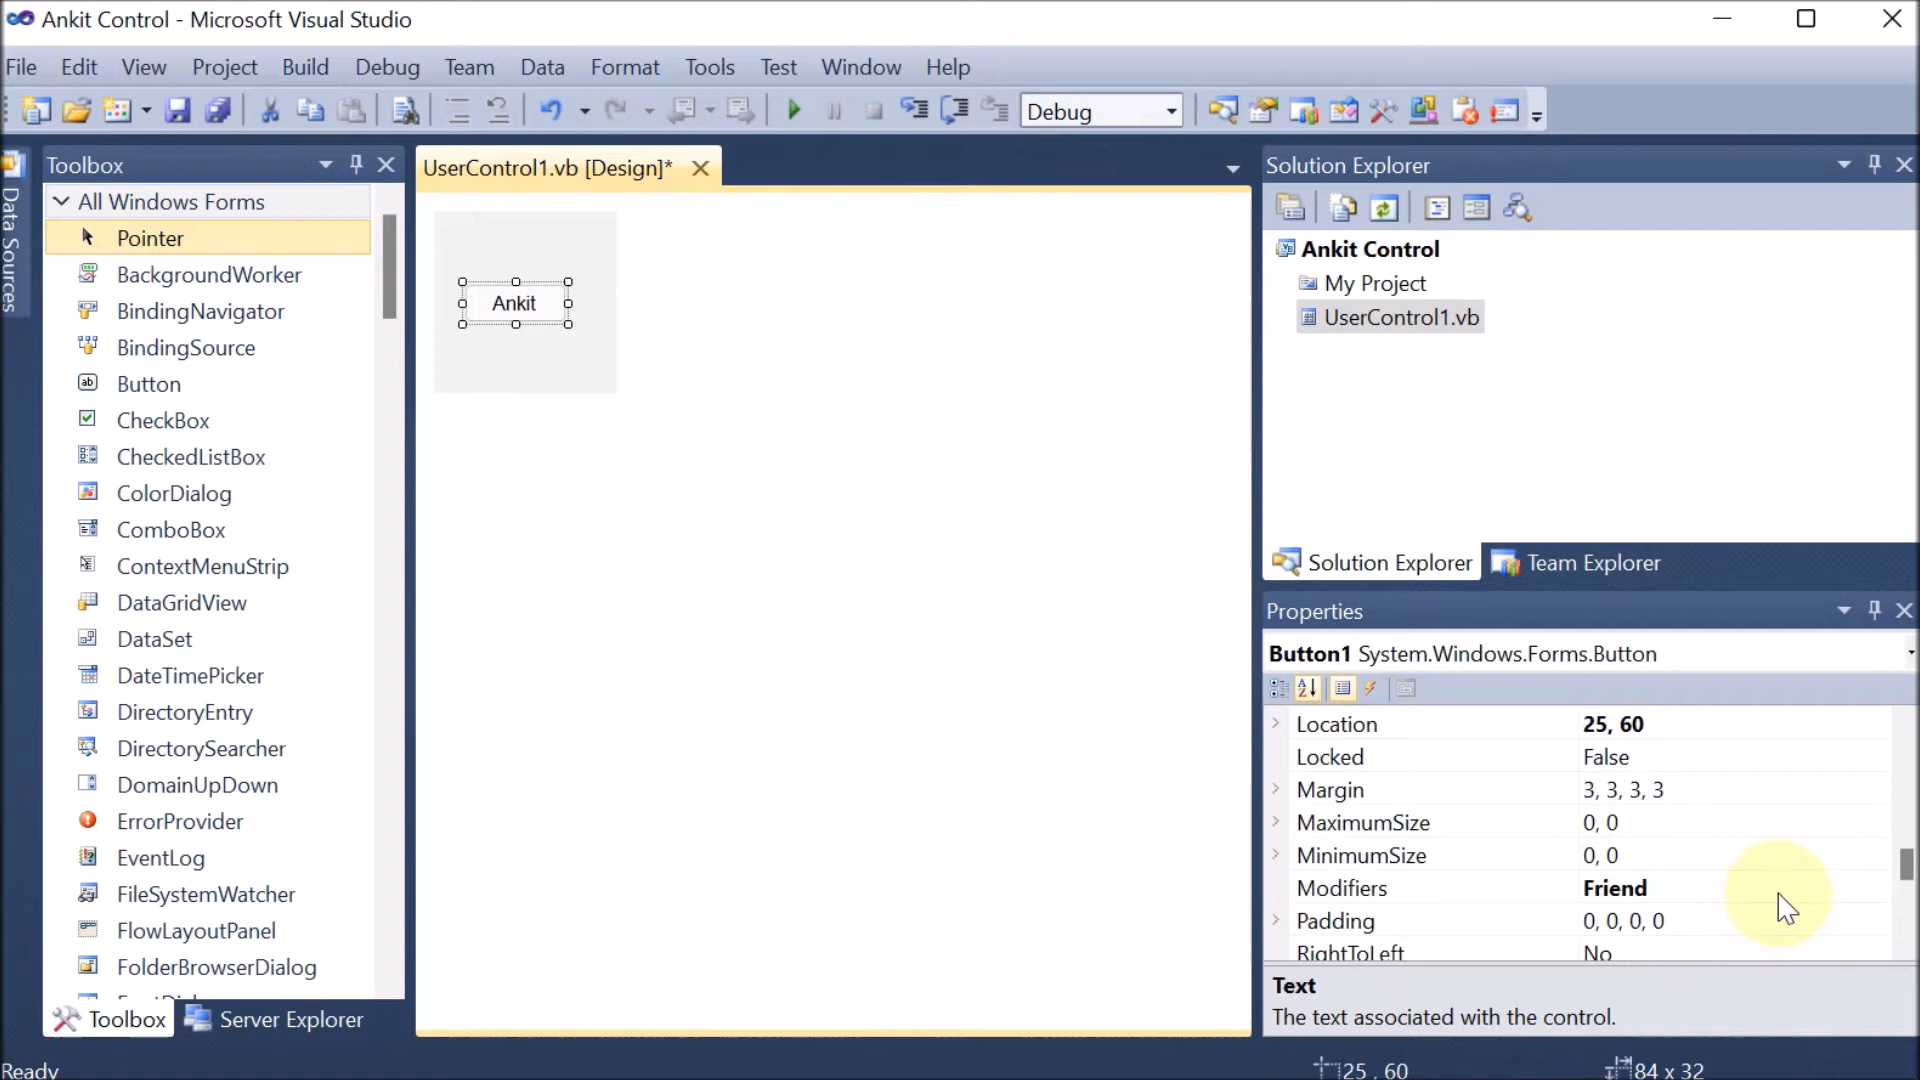 Ankit Control - Microsoft Visual Studio
File Edit View Project Build Debug Team Data Format Tools Test Window Help
Debug
Data Sources
Toolbox
All Windows Forms
Pointer
BackgroundWorker
BindingNavigator
BindingSource
Button
CheckBox
CheckedListBox
ColorDialog
ComboBox
ContextMenuStrip
DataGridView
DataSet
DateTimePicker
DirectoryEntry
DirectorySearcher
DomainUpDown
ErrorProvider
EventLog
FileSystemWatcher
FlowLayoutPanel
FolderBrowserDialog
Toolbox Server Explorer
UserControl1.vb [Design]*
Ankit
Solution Explorer
Ankit Control
My Project
UserControl1.vb
Solution Explorer Team Explorer
Properties
Button1 System.Windows.Forms.Button
Location 25, 60
Locked False
Margin 3, 3, 3, 3
MaximumSize 0, 0
MinimumSize 0, 0
Modifiers Friend
Padding 0, 0, 0, 0
RightToLeft No
Text
The text associated with the control.
Ready 25 , 60 84 x 32